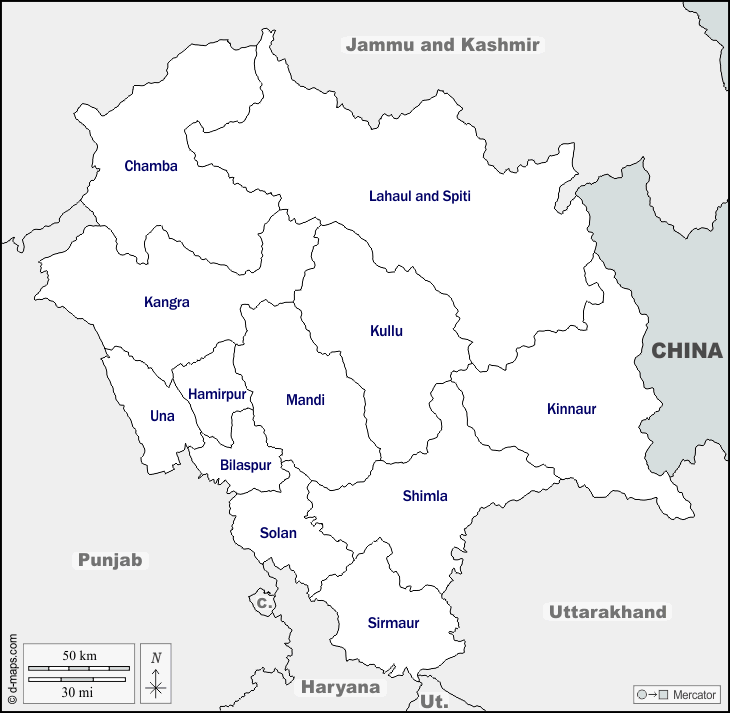 Jammu and Kashmir
Chamba
Lahaul and Spiti
Kangra
Kullu
CHINA
Hamirpur
Mandi
Una
Kinnaur
Bilaspur
Shimla
Solan
Punjab
C.
Uttarakhand
Sirmaur
© d-maps.com
50 km
30 mi
N
Haryana
Ut.
Mercator